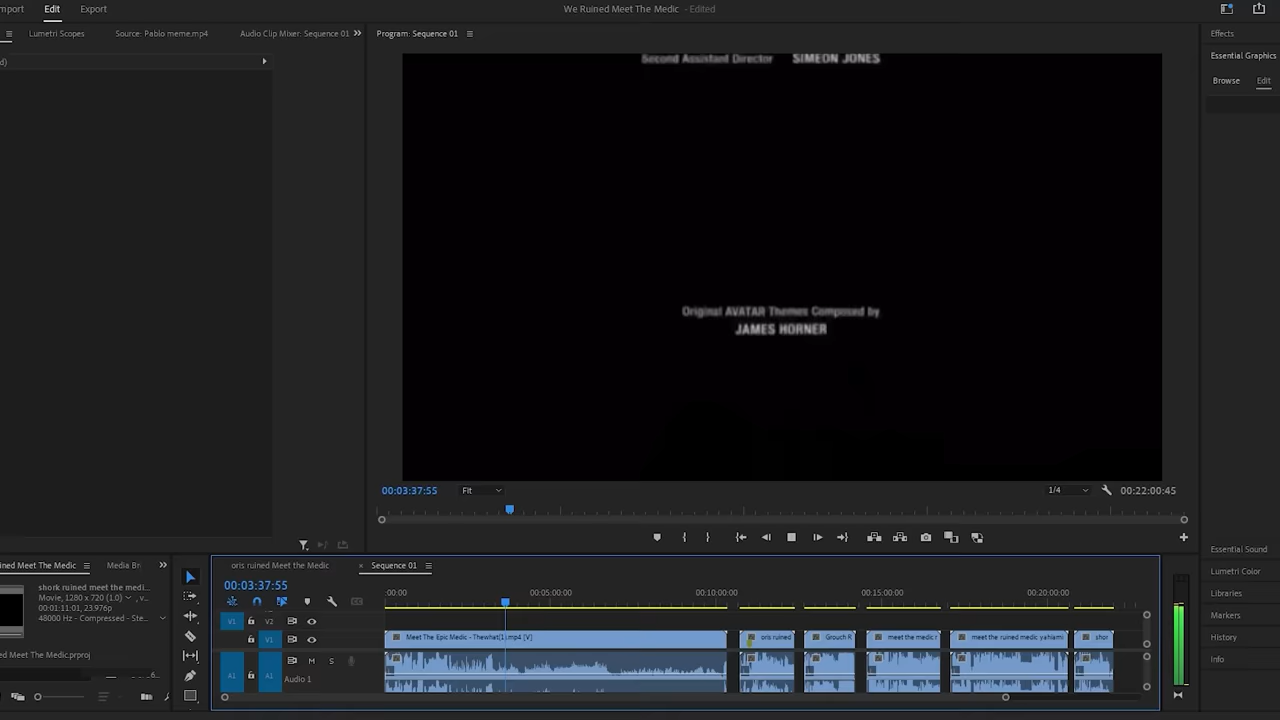 mport
Edit
Export
We Ruined Meet The Medic - Edited
Lumetri Scopes
Source: Pablo meme.mp4
Audio Clip Mixer: Sequence 01
Program: Sequence 01
Effects
Essential Graphics
Browse
Edit
Second Assistant Director SIMEON JONES
Original AVATAR Themes Composed by
JAMES HORNER
00:03:37:55
Fit
1/4
00:22:00:45
ined Meet The Medic
Media Br
shork ruined meet the medi...
Movie, 1280 x 720 (1.0)
, v...
00:01:11:01, 23.976p
48000 Hz - Compressed - Ste...
ed Meet The Medic.prproj
oris ruined Meet the Medic
Sequence 01
00:03:37:55
:00:00
00:05:00:00
00:10:00:00
00:15:00:00
00:20:00:00
V1
V2
V1
Meet The Epic Medic - Thewhat(1).mp4 [V]
oris ruined
Grouch R
meet the medic r
meet the ruined medic yahiami
shor
A1
A1
M
S
Audio 1
Essential Sound
Lumetri Color
Libraries
Markers
History
Info